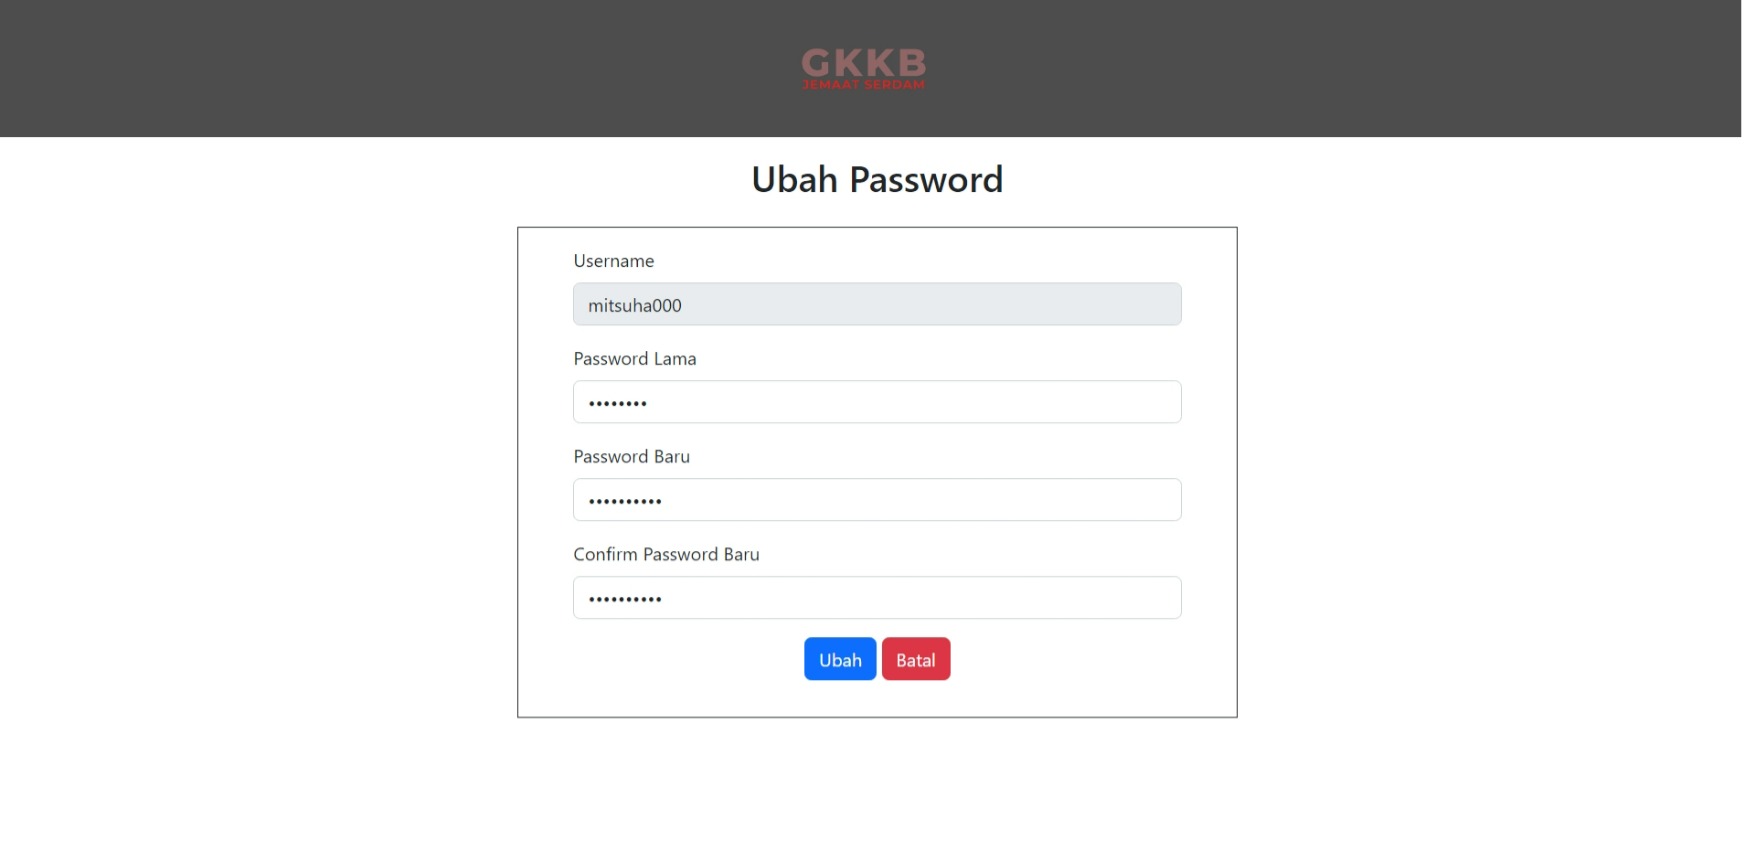 GKKB
JEMAAT SERDAM
Ubah Password
Username
mitsuha000
Password Lama
••••••••
Password Baru
••••••••••
Confirm Password Baru
••••••••••
Ubah Batal